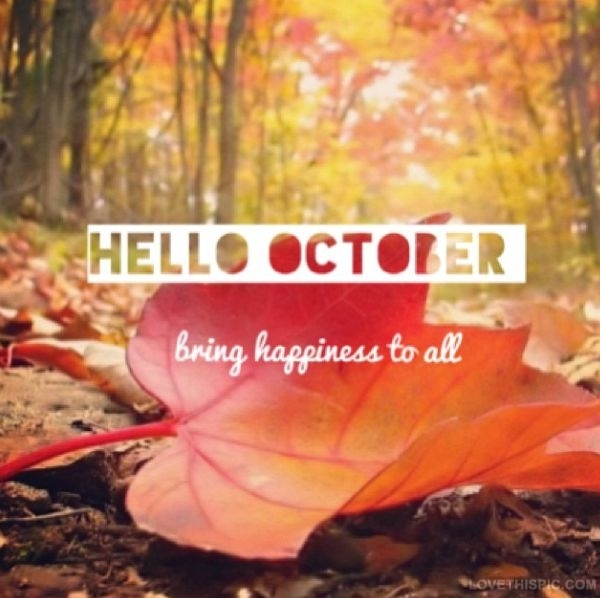 HELLO OCTOBER
bring happiness to all
LOVETHISPIC.COM